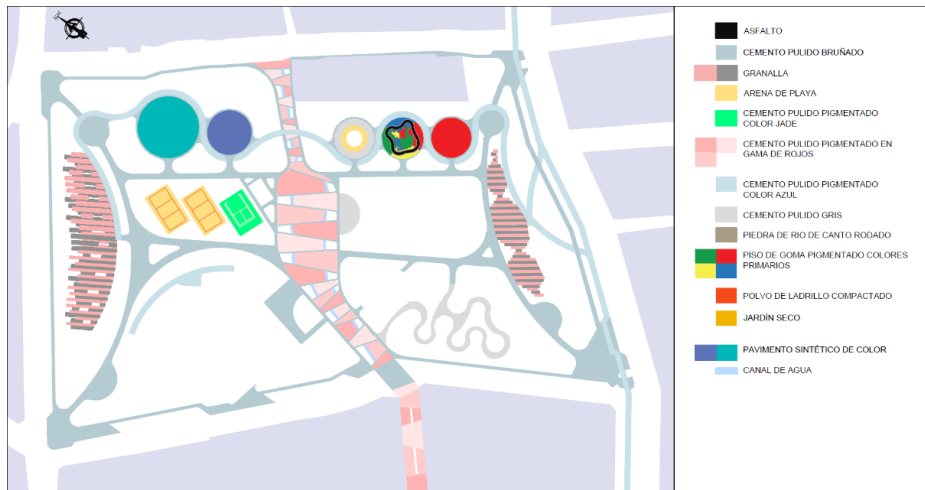 ASFALTO
CEMENTO PULIDO BRUÑADO
GRANALLA
ARENA DE PLAYA
CEMENTO PULIDO PIGMENTADO
COLOR JADE
CEMENTO PULIDO PIGMENTADO EN
GAMA DE ROJOS
CEMENTO PULIDO PIGMENTADO
COLOR AZUL
CEMENTO PULIDO GRIS
PIEDRA DE RIO DE CANTO RODADO
PISO DE GOMA PIGMENTADO COLORES
PRIMARIOS
POLVO DE LADRILLO COMPACTADO
JARDÍN SECO
PAVIMENTO SINTÉTICO DE COLOR
CANAL DE AGUA